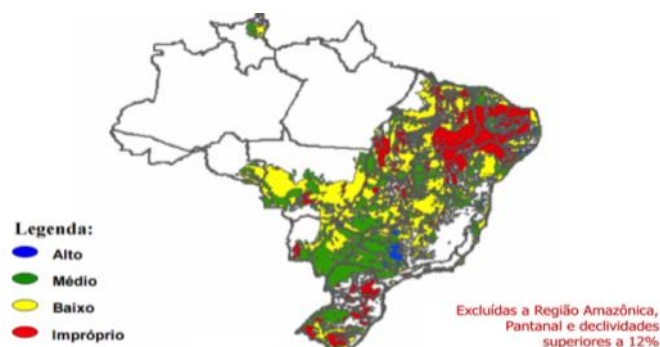 Legenda:
Alto
Médio
Baixo
Impróprio
Excluídas a Região Amazônica,
Pantanal e declividades
superiores a 12%